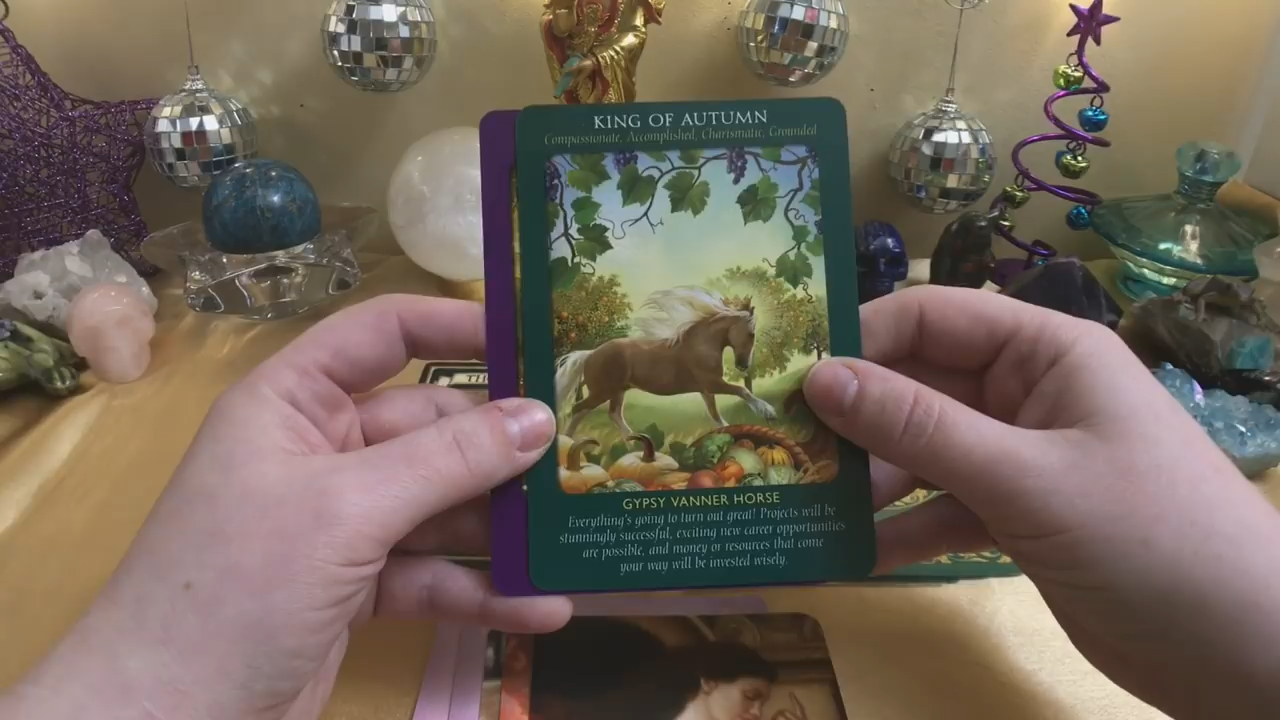 KING OF AUTUMN
Compassionate, Accomplished, Charismatic, Grounded
GYPSY VANNER HORSE
Everything's going to turn out great! Projects will be
stunningly successful, exciting new career opportunities
are possible, and money or resources that come
your way will be invested wisely.
TH